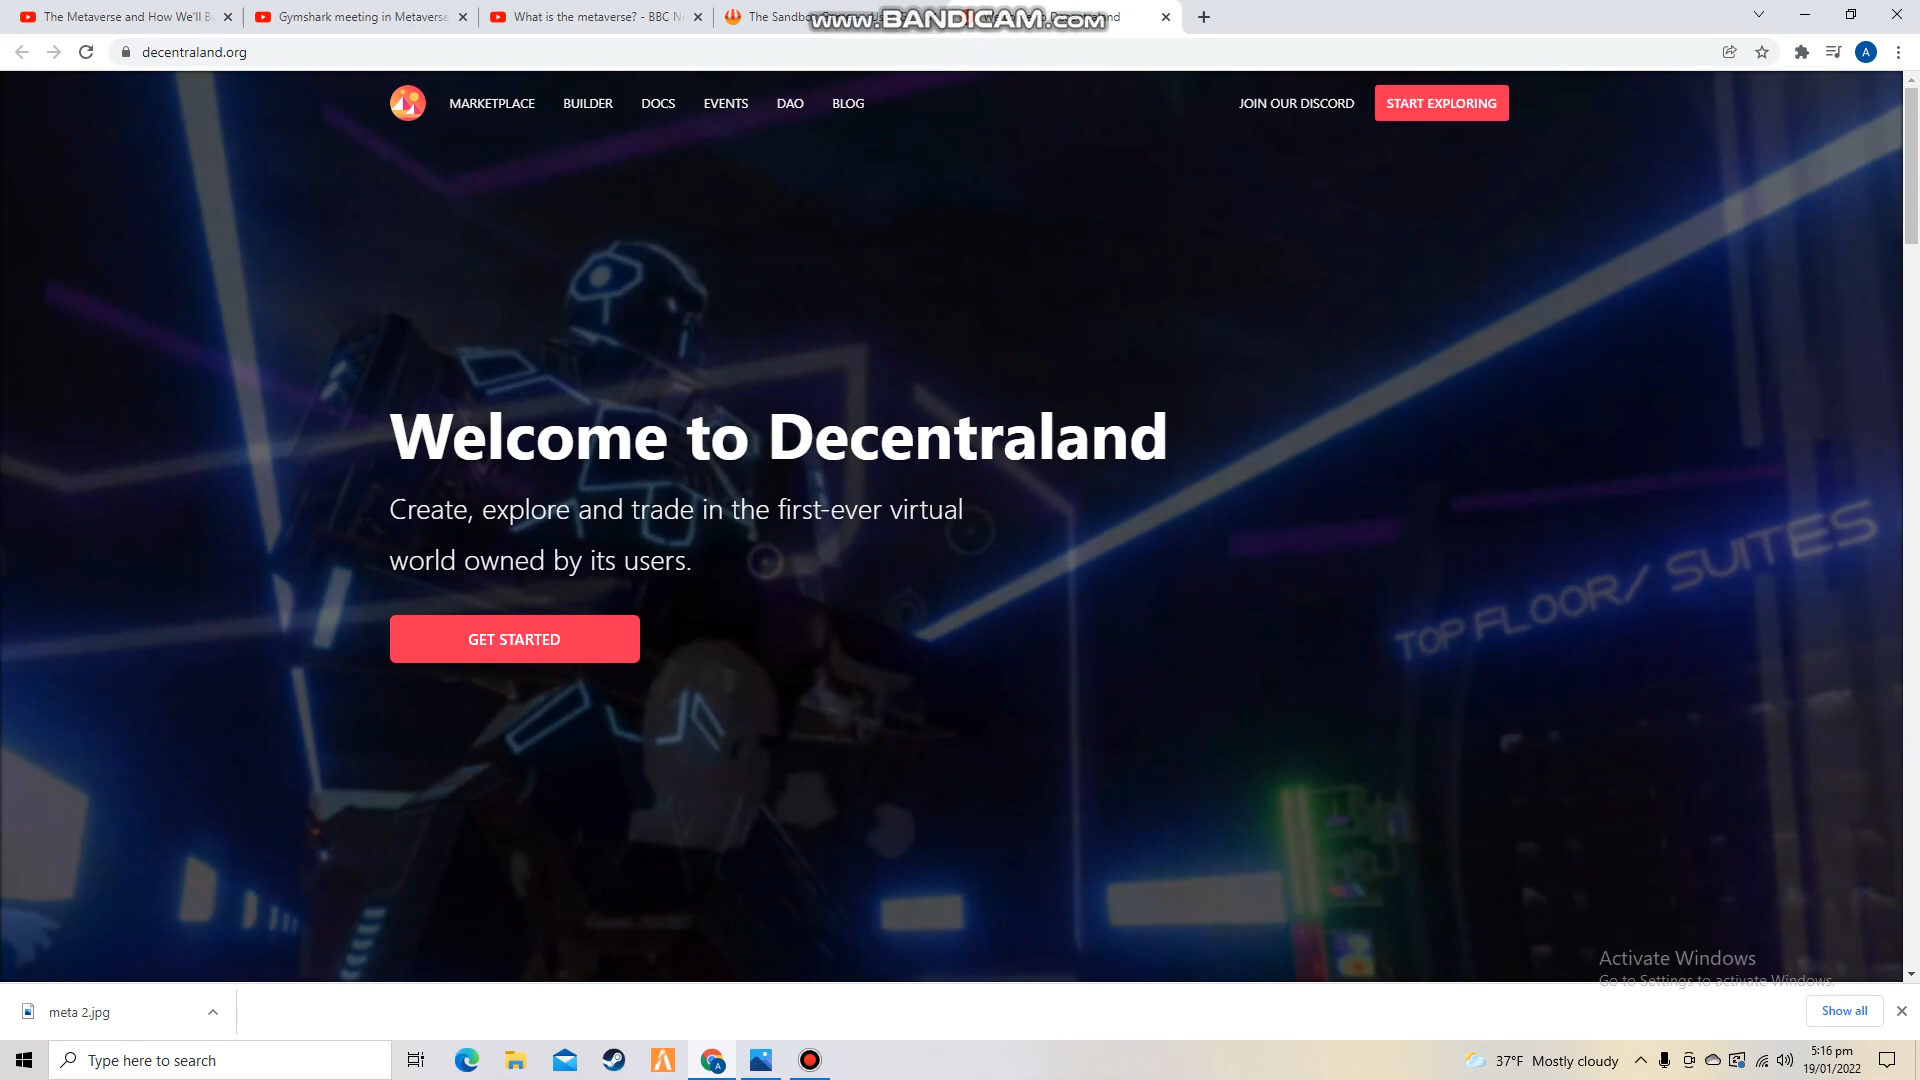 The Metaverse and How We'll B
Gymshark meeting in Metaverse
What is the metaverse? - BBC N
The Sandbo
www.BANDICAM.com
decentraland.org
A
MARKETPLACE
BUILDER
DOCS
EVENTS
DAO
BLOG
JOIN OUR DISCORD
START EXPLORING
Welcome to Decentraland
Create, explore and trade in the first-ever virtual
world owned by its users.
GET STARTED
TOP FLOOR/ SUITES
Activate Windows
Go to Settings to activate Windows.
meta 2.jpg
Show all
Type here to search
A
37°F Mostly cloudy
5:16 pm
19/01/2022